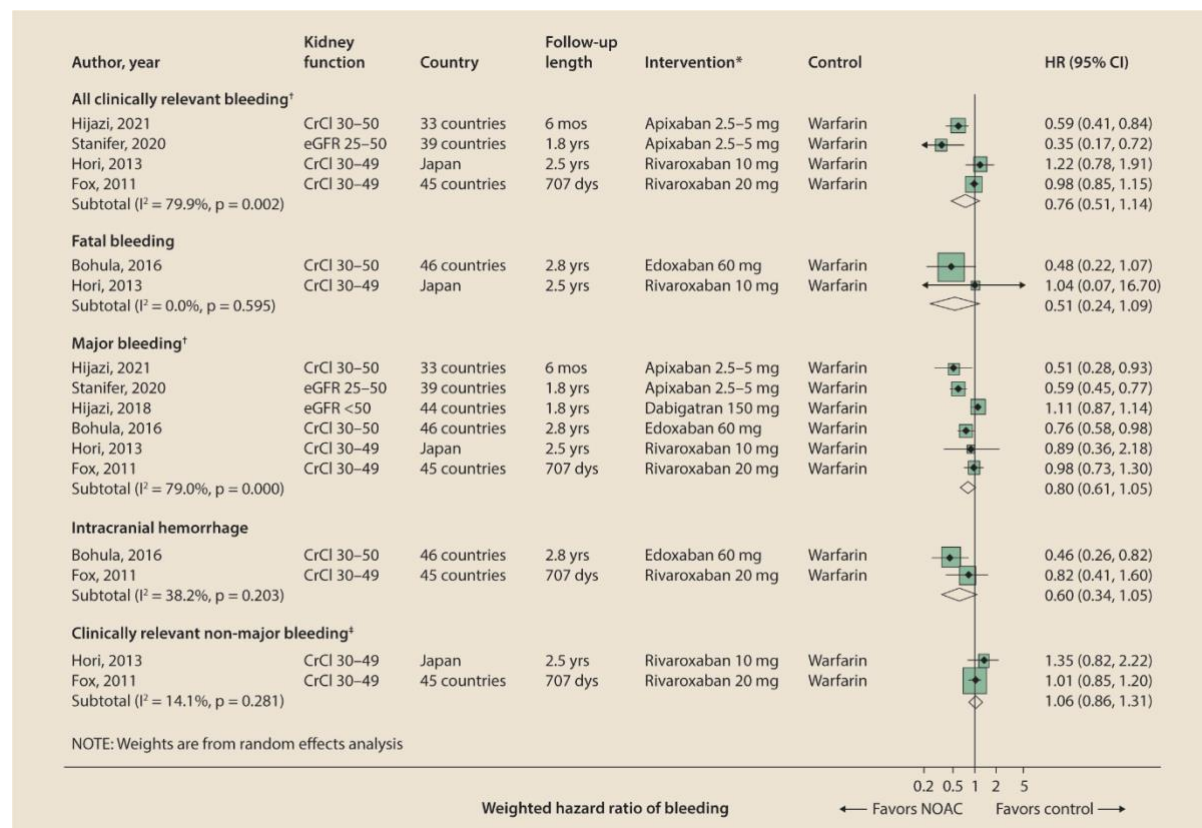 Author, year Kidney function Country Follow-up length Intervention* Control HR (95% CI)
All clinically relevant bleeding†
Hijazi, 2021 CrCl 30–50 33 countries 6 mos Apixaban 2.5–5 mg Warfarin 0.59 (0.41, 0.84)
Stanifer, 2020 eGFR 25–50 39 countries 1.8 yrs Apixaban 2.5–5 mg Warfarin 0.35 (0.17, 0.72)
Hori, 2013 CrCl 30–49 Japan 2.5 yrs Rivaroxaban 10 mg Warfarin 1.22 (0.78, 1.91)
Fox, 2011 CrCl 30–49 45 countries 707 dys Rivaroxaban 20 mg Warfarin 0.98 (0.85, 1.15)
Subtotal (I² = 79.9%, p = 0.002) 0.76 (0.51, 1.14)
Fatal bleeding
Bohula, 2016 CrCl 30–50 46 countries 2.8 yrs Edoxaban 60 mg Warfarin 0.48 (0.22, 1.07)
Hori, 2013 CrCl 30–49 Japan 2.5 yrs Rivaroxaban 10 mg Warfarin 1.04 (0.07, 16.70)
Subtotal (I² = 0.0%, p = 0.595) 0.51 (0.24, 1.09)
Major bleeding†
Hijazi, 2021 CrCl 30–50 33 countries 6 mos Apixaban 2.5–5 mg Warfarin 0.51 (0.28, 0.93)
Stanifer, 2020 eGFR 25–50 39 countries 1.8 yrs Apixaban 2.5–5 mg Warfarin 0.59 (0.45, 0.77)
Hijazi, 2018 eGFR <50 44 countries 1.8 yrs Dabigatran 150 mg Warfarin 1.11 (0.87, 1.14)
Bohula, 2016 CrCl 30–50 46 countries 2.8 yrs Edoxaban 60 mg Warfarin 0.76 (0.58, 0.98)
Hori, 2013 CrCl 30–49 Japan 2.5 yrs Rivaroxaban 10 mg Warfarin 0.89 (0.36, 2.18)
Fox, 2011 CrCl 30–49 45 countries 707 dys Rivaroxaban 20 mg Warfarin 0.98 (0.73, 1.30)
Subtotal (I² = 79.0%, p = 0.000) 0.80 (0.61, 1.05)
Intracranial hemorrhage
Bohula, 2016 CrCl 30–50 46 countries 2.8 yrs Edoxaban 60 mg Warfarin 0.46 (0.26, 0.82)
Fox, 2011 CrCl 30–49 45 countries 707 dys Rivaroxaban 20 mg Warfarin 0.82 (0.41, 1.60)
Subtotal (I² = 38.2%, p = 0.203) 0.60 (0.34, 1.05)
Clinically relevant non-major bleeding‡
Hori, 2013 CrCl 30–49 Japan 2.5 yrs Rivaroxaban 10 mg Warfarin 1.35 (0.82, 2.22)
Fox, 2011 CrCl 30–49 45 countries 707 dys Rivaroxaban 20 mg Warfarin 1.01 (0.85, 1.20)
Subtotal (I² = 14.1%, p = 0.281) 1.06 (0.86, 1.31)
NOTE: Weights are from random effects analysis
0.2 0.5 1 2 5
Weighted hazard ratio of bleeding ← Favors NOAC Favors control →